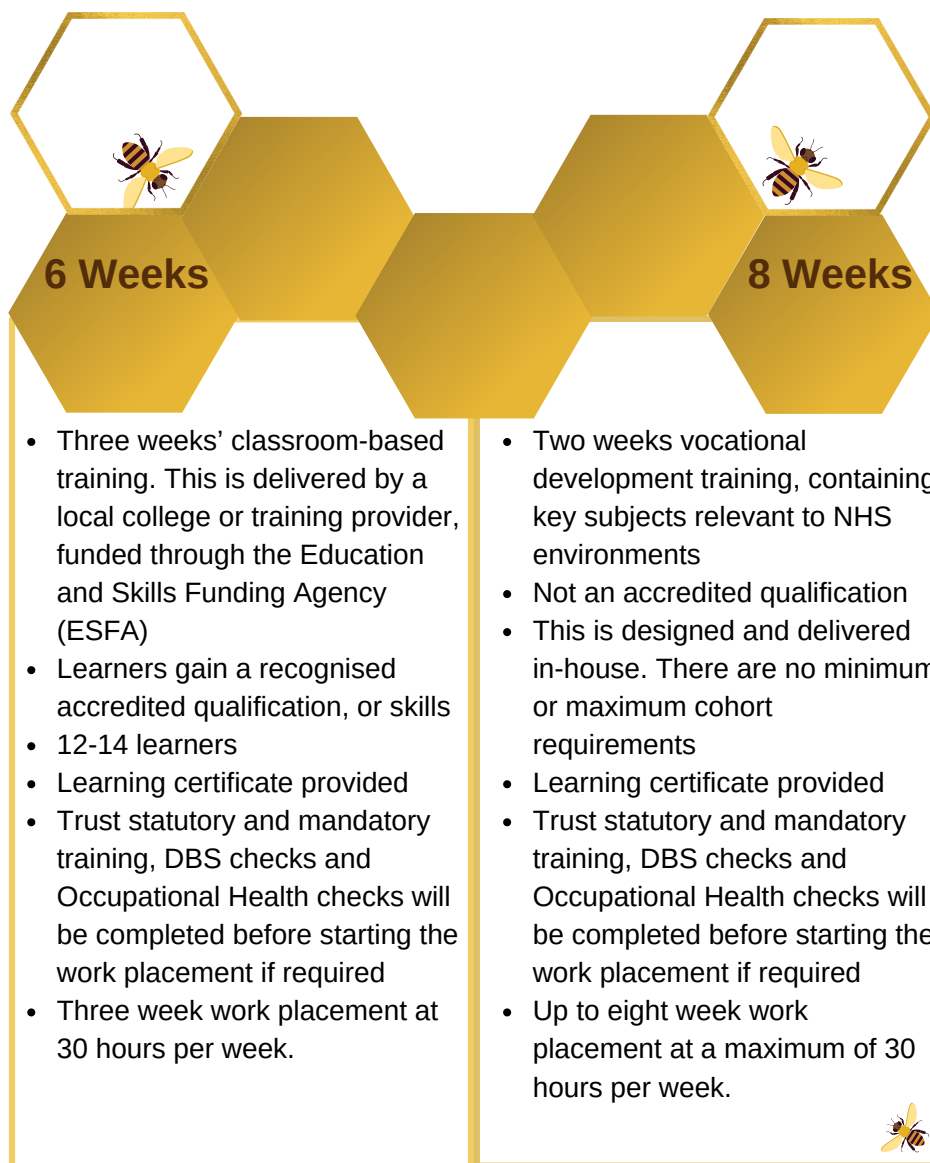 6 Weeks
• Three weeks’ classroom-based
training. This is delivered by a
local college or training provider,
funded through the Education
and Skills Funding Agency
(ESFA)
• Learners gain a recognised
accredited qualification, or skills
• 12-14 learners
• Learning certificate provided
• Trust statutory and mandatory
training, DBS checks and
Occupational Health checks will
be completed before starting the
work placement if required
• Three week work placement at
30 hours per week.
8 Weeks
• Two weeks vocational
development training, containing
key subjects relevant to NHS
environments
• Not an accredited qualification
• This is designed and delivered
in-house. There are no minimum
or maximum cohort
requirements
• Learning certificate provided
• Trust statutory and mandatory
training, DBS checks and
Occupational Health checks will
be completed before starting the
work placement if required
• Up to eight week work
placement at a maximum of 30
hours per week.